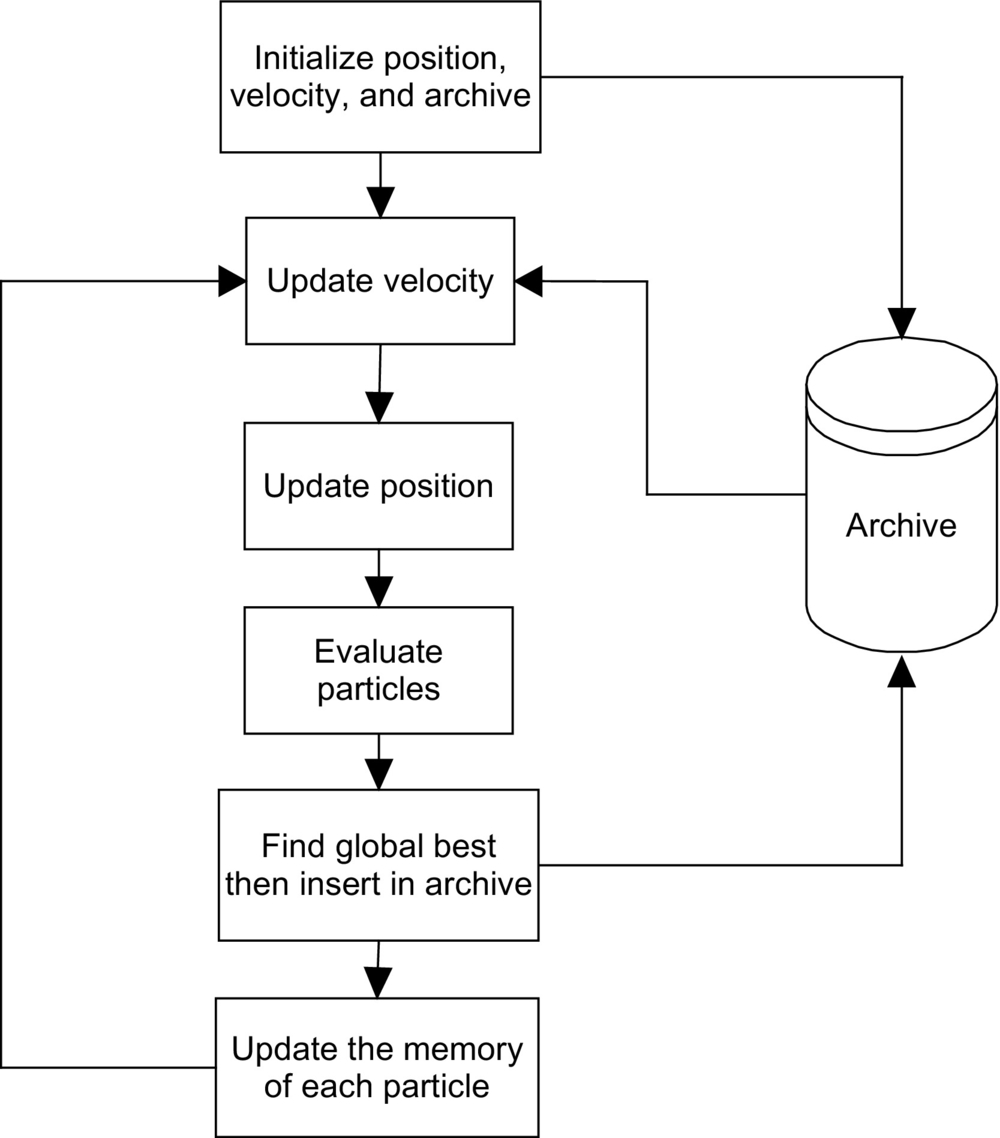 Initialize position,
velocity, and archive
Update velocity
Update position
Archive
Evaluate
particles
Find global best
then insert in archive
Update the memory
of each particle